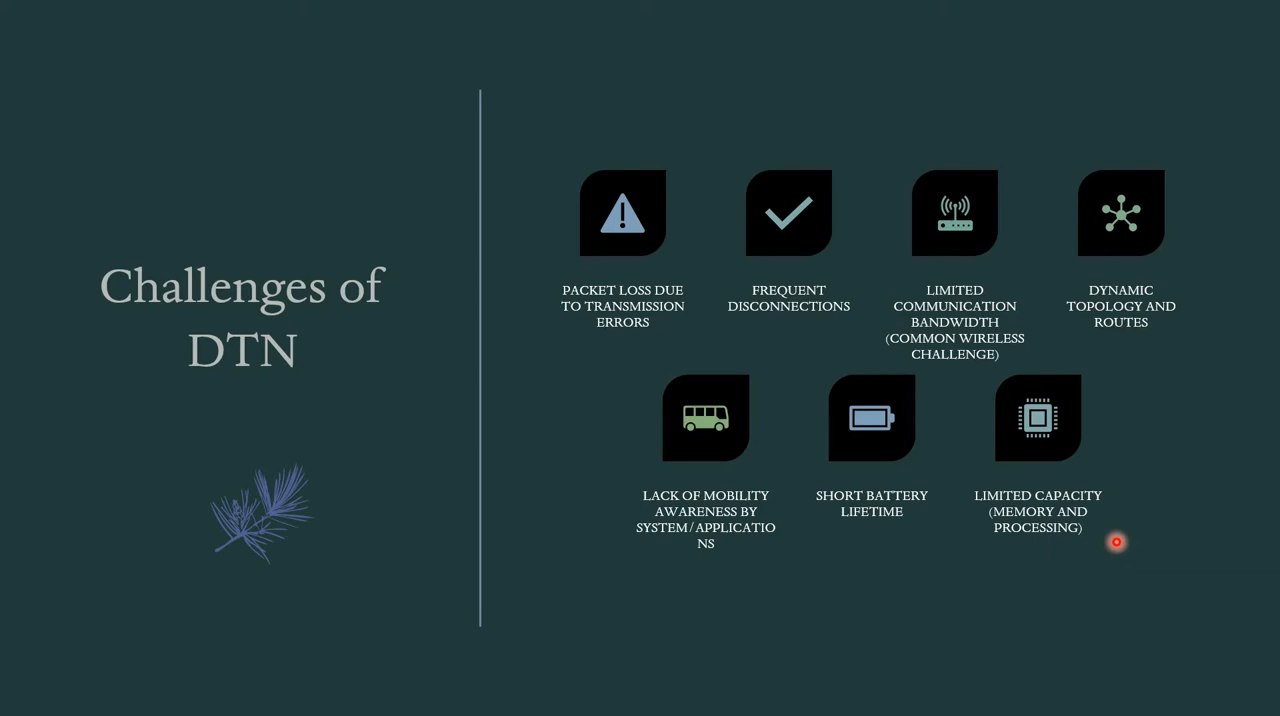 Challenges of
DTN
PACKET LOSS DUE
TO TRANSMISSION
ERRORS
FREQUENT
DISCONNECTIONS
LIMITED
COMMUNICATION
BANDWIDTH
(COMMON WIRELESS
CHALLENGE)
DYNAMIC
TOPOLOGY AND
ROUTES
LACK OF MOBILITY
AWARENESS BY
SYSTEM/APPLICATIO
NS
SHORT BATTERY
LIFETIME
LIMITED CAPACITY
(MEMORY AND
PROCESSING)